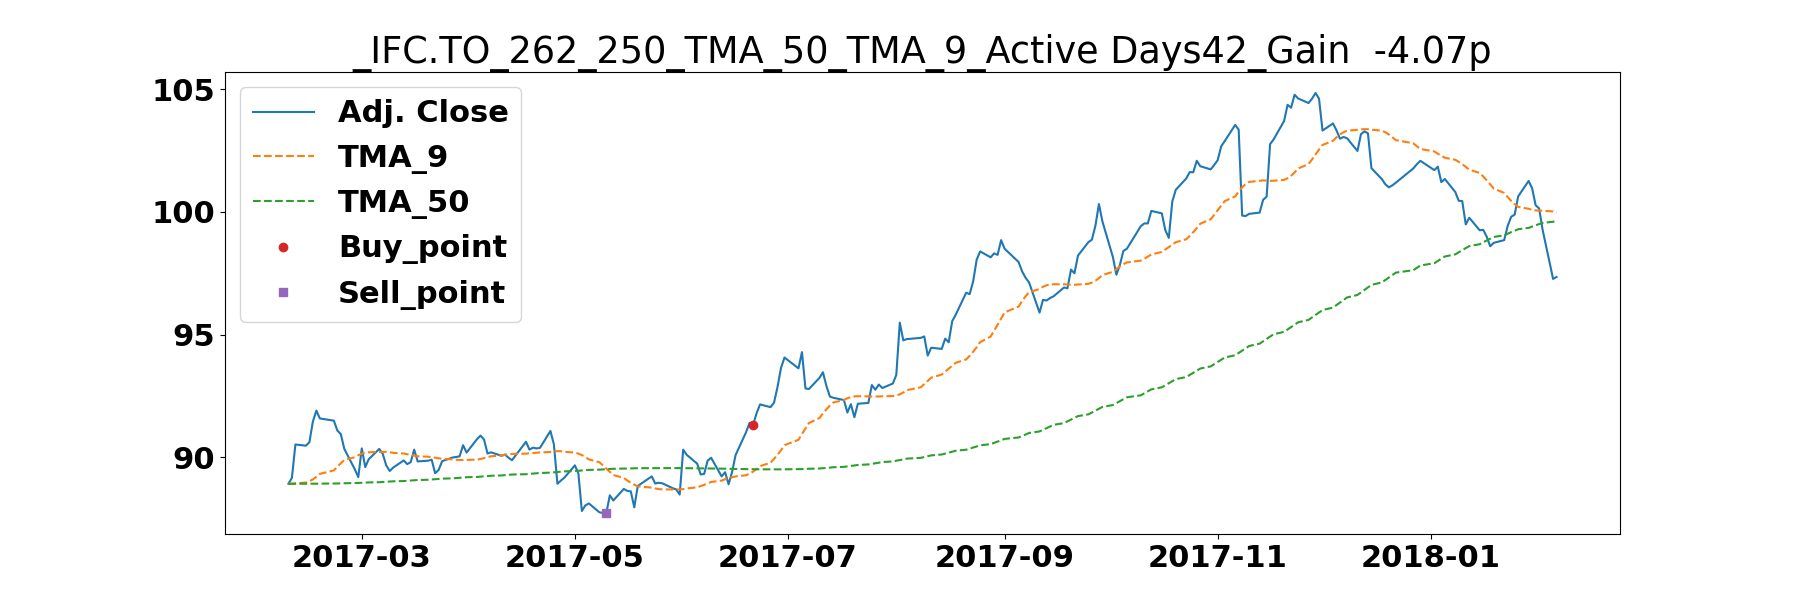 _IFC.TO_262_250_TMA_50_TMA_9_Active Days42_Gain  -4.07p
105
100
95
90
Adj. Close
TMA_9
TMA_50
Buy_point
Sell_point
2017-03 2017-05 2017-07 2017-09 2017-11 2018-01